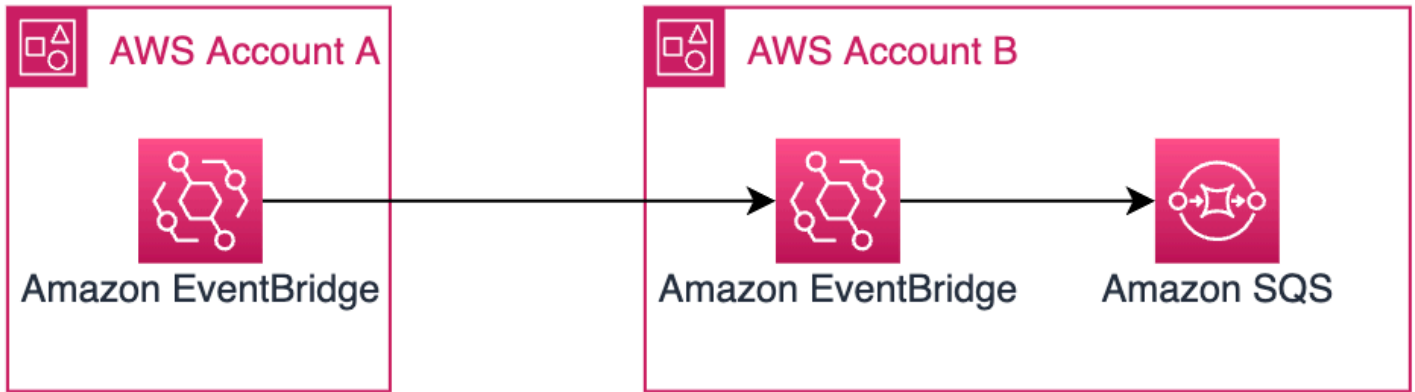 AWS Account A
AWS Account B
Amazon EventBridge
Amazon EventBridge
Amazon SQS